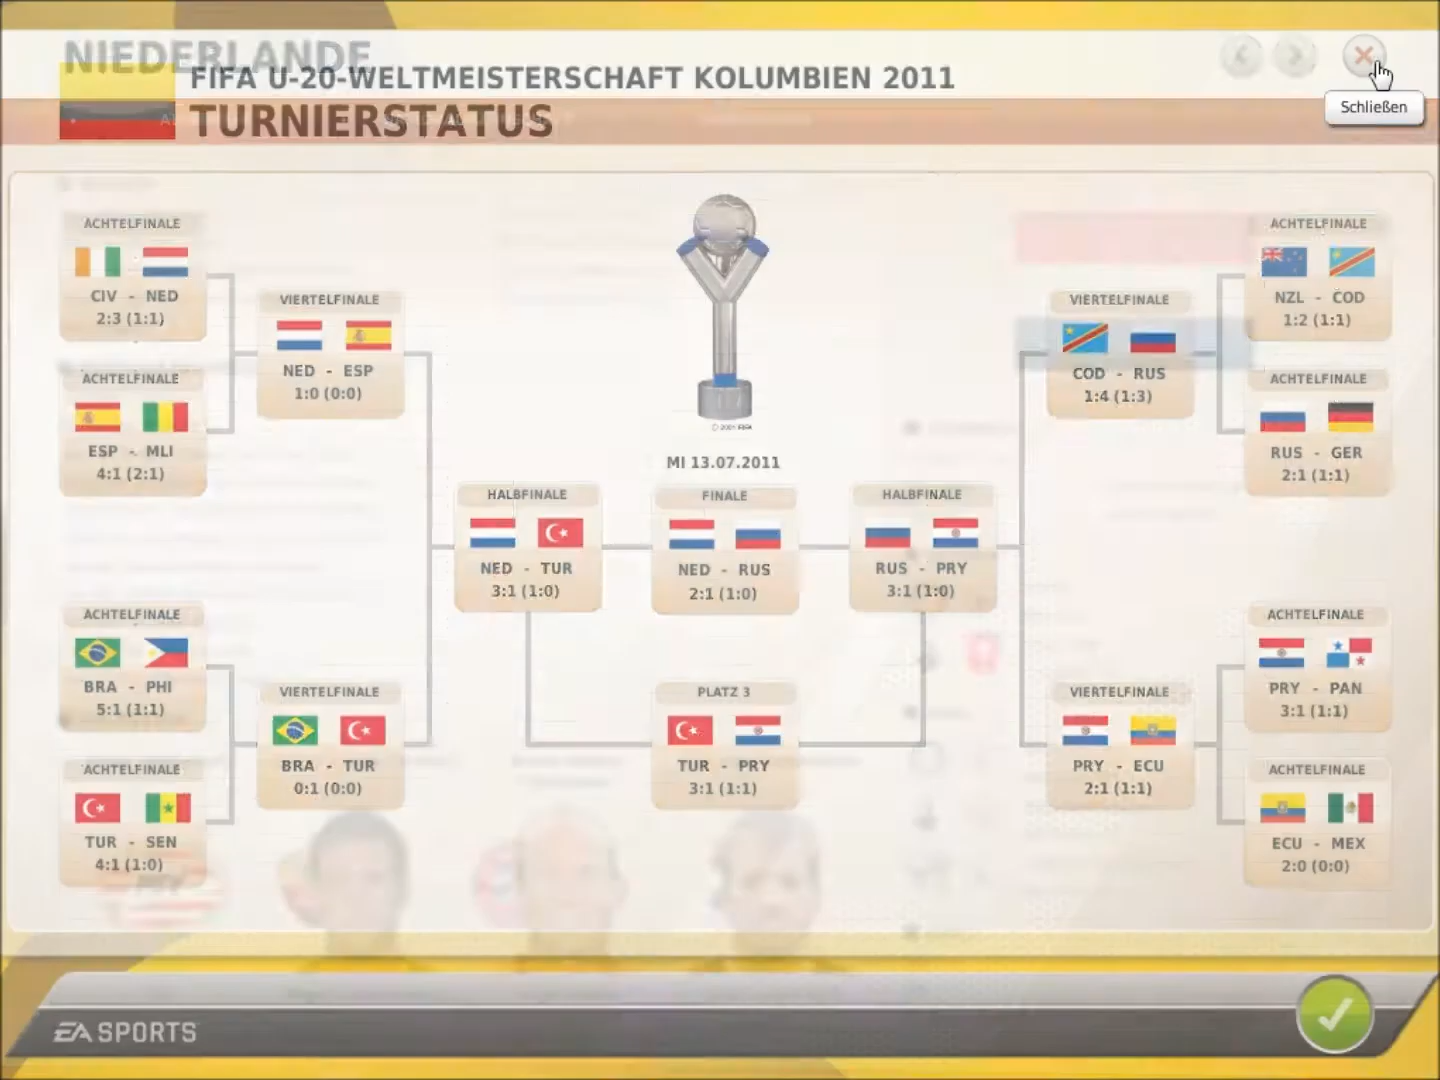 NIEDERLANDE
FIFA U-20-WELTMEISTERSCHAFT KOLUMBIEN 2011
TURNIERSTATUS
Schließen
ACHTELFINALE
CIV - NED
2:3 (1:1)
ACHTELFINALE
ESP - MLI
4:1 (2:1)
ACHTELFINALE
BRA - PHI
5:1 (1:1)
ACHTELFINALE
TUR - SEN
4:1 (1:0)
VIERTELFINALE
NED - ESP
1:0 (0:0)
VIERTELFINALE
BRA - TUR
0:1 (0:0)
HALBFINALE
NED - TUR
3:1 (1:0)
© 2001 FIFA
MI 13.07.2011
FINALE
NED - RUS
2:1 (1:0)
PLATZ 3
TUR - PRY
3:1 (1:1)
HALBFINALE
RUS - PRY
3:1 (1:0)
VIERTELFINALE
COD - RUS
1:4 (1:3)
VIERTELFINALE
PRY - ECU
2:1 (1:1)
ACHTELFINALE
NZL - COD
1:2 (1:1)
ACHTELFINALE
RUS - GER
2:1 (1:1)
ACHTELFINALE
PRY - PAN
3:1 (1:1)
ACHTELFINALE
ECU - MEX
2:0 (0:0)
EA SPORTS